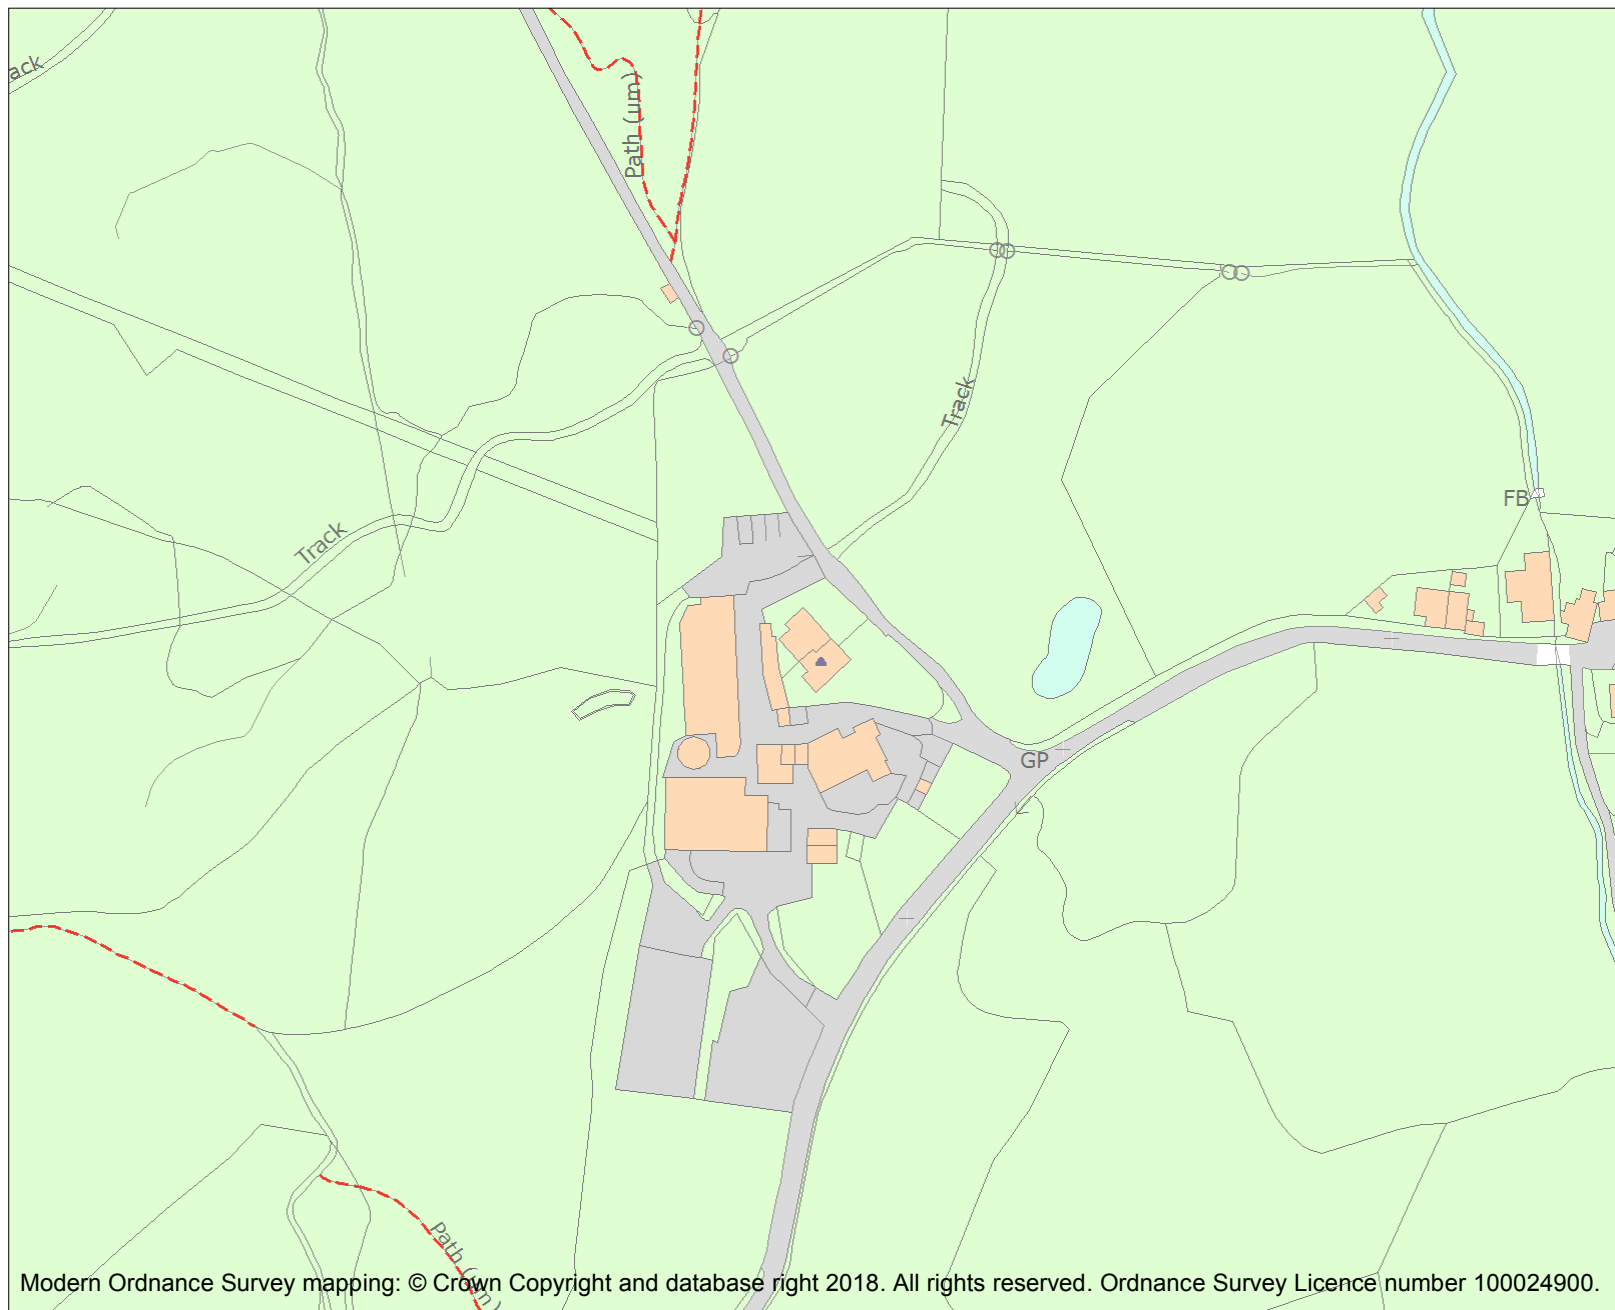 ack
Path (um)
Track
FB
Track
GP
Path (um)
Modern Ordnance Survey mapping: © Crown Copyright and database right 2018. All rights reserved. Ordnance Survey Licence number 100024900.